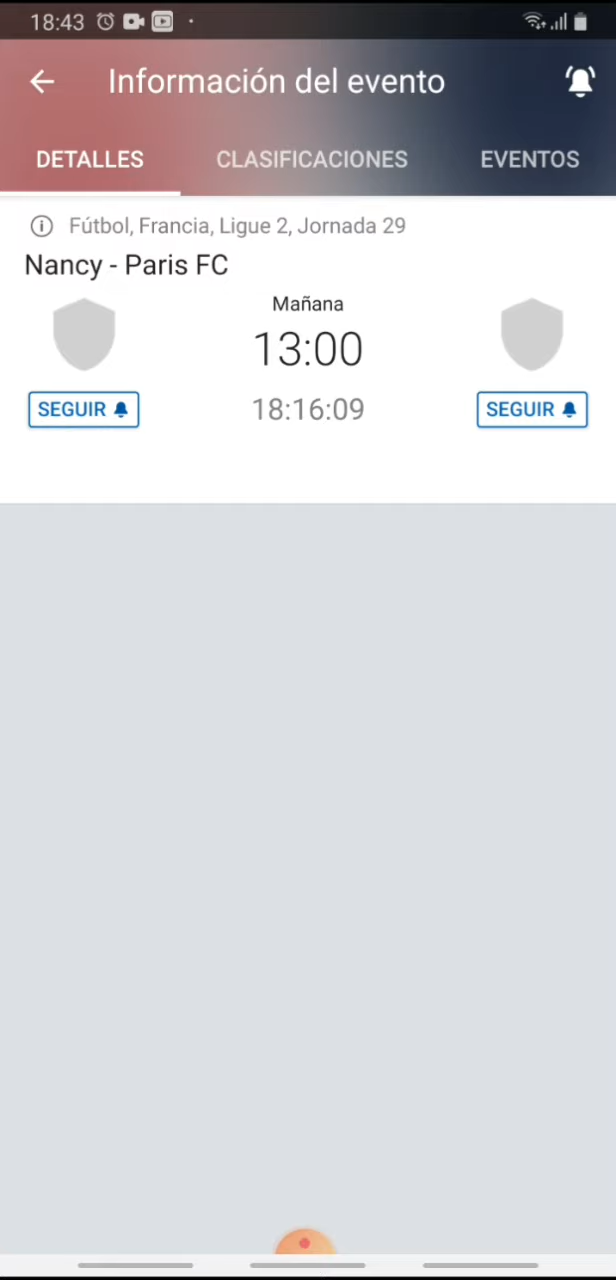 18:43
Información del evento
DETALLES CLASIFICACIONES EVENTOS
Fútbol, Francia, Ligue 2, Jornada 29
Nancy - Paris FC
Mañana
13:00
SEGUIR 18:16:09 SEGUIR